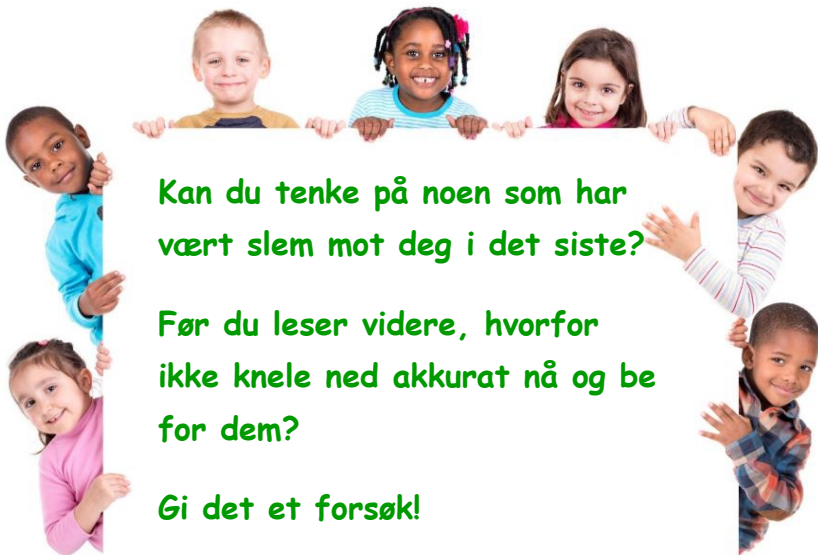 Kan du tenke på noen som har
vært slem mot deg i det siste?
Før du leser videre, hvorfor
ikke knele ned akkurat nå og be
for dem?
Gi det et forsøk!